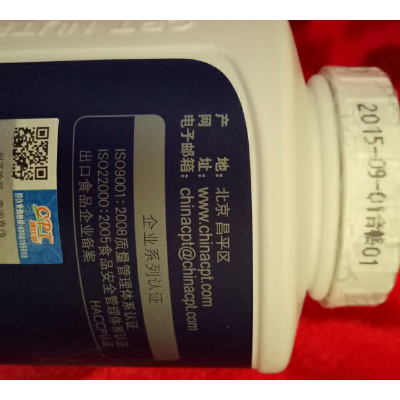 产 地: 北京 昌平区
网 址: www.chinacpt.com
电子邮箱: chinacpt@chinacpt.com
企业系列认证
ISO9001:2008质量管理体系认证
ISO22000:2005食品安全管理体系认证
HACCP认证
出口食品企业备案
CPT
2015-09-01合格01